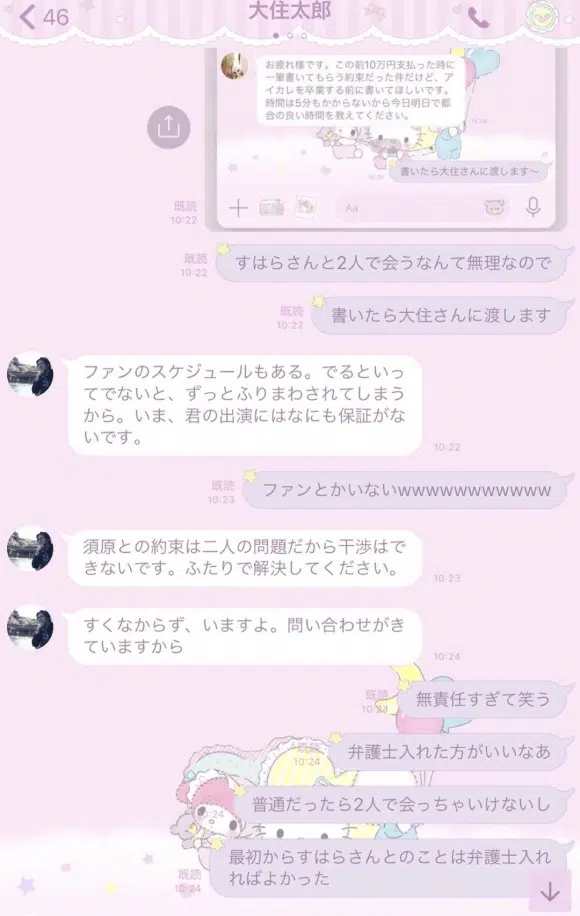 46
大住太郎
お疲れ様です。この前10万円支払った時に
一筆書いてもらう約束だった件だけど、ア
イカレを卒業する前に書いてほしいです。
時間は5分もかからないから今日明日で都
合の良い時間を教えてください。
書いたら大住さんに渡します〜
Aa
既読
10:22
すはらさんと2人で会うなんて無理なので
既読
10:22
書いたら大住さんに渡します
既読
10:22
ファンのスケジュールもある。でるといっ
てでないと、ずっとふりまわされてしまう
から。いま、君の出演にはなにも保証がな
いです。
10:22
ファンとかいないwwwwwwwwwww
既読
10:23
須原との約束は二人の問題だから干渉はで
きないです。ふたりで解決してください。
10:23
すくなからず、いますよ。問い合わせがき
ていますから
10:24
無責任すぎて笑う
既読
10:24
弁護士入れた方がいいなあ
既読
10:24
普通だったら2人で会っちゃいけないし
10:24
最初からすはらさんとのことは弁護士入れ
ればよかった
既読
10:24